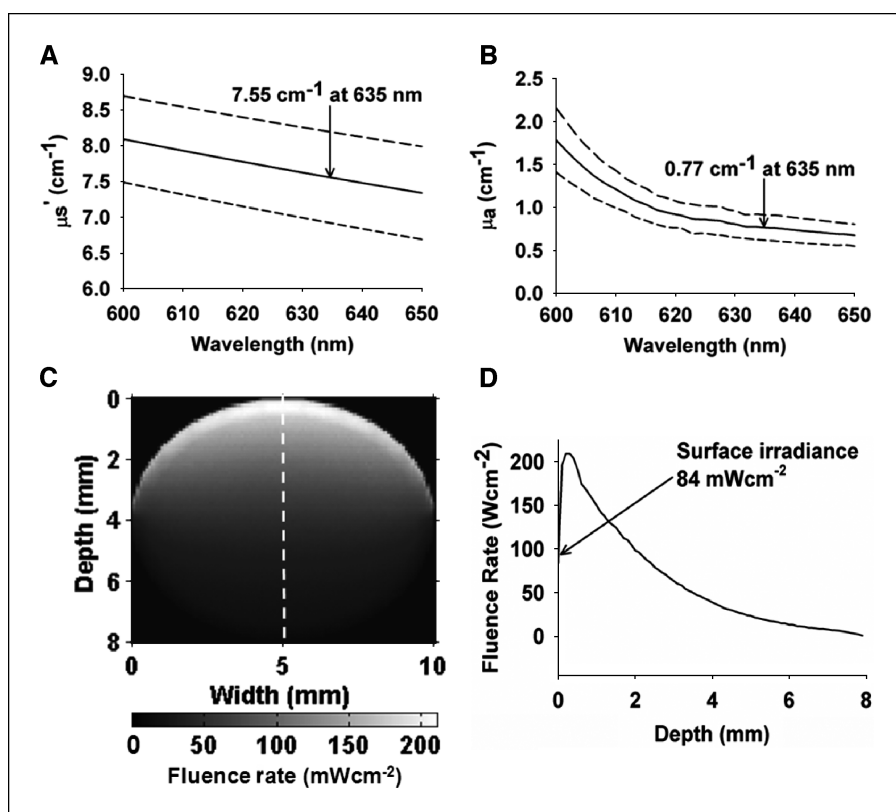 A
9.0
8.5
8.0
7.5
7.0
6.5
6.0
μs' (cm-1)
7.55 cm-1 at 635 nm
600 610 620 630 640 650
Wavelength (nm)
B
2.5
2.0
1.5
1.0
0.5
0.0
μa (cm-1)
0.77 cm-1 at 635 nm
600 610 620 630 640 650
Wavelength (nm)
C
0
2
4
6
8
Depth (mm)
0 5 10
Width (mm)
0 50 100 150 200
Fluence rate (mWcm-2)
D
200
150
100
50
0
Fluence Rate (Wcm-2)
Surface irradiance
84 mWcm-2
0 2 4 6 8
Depth (mm)